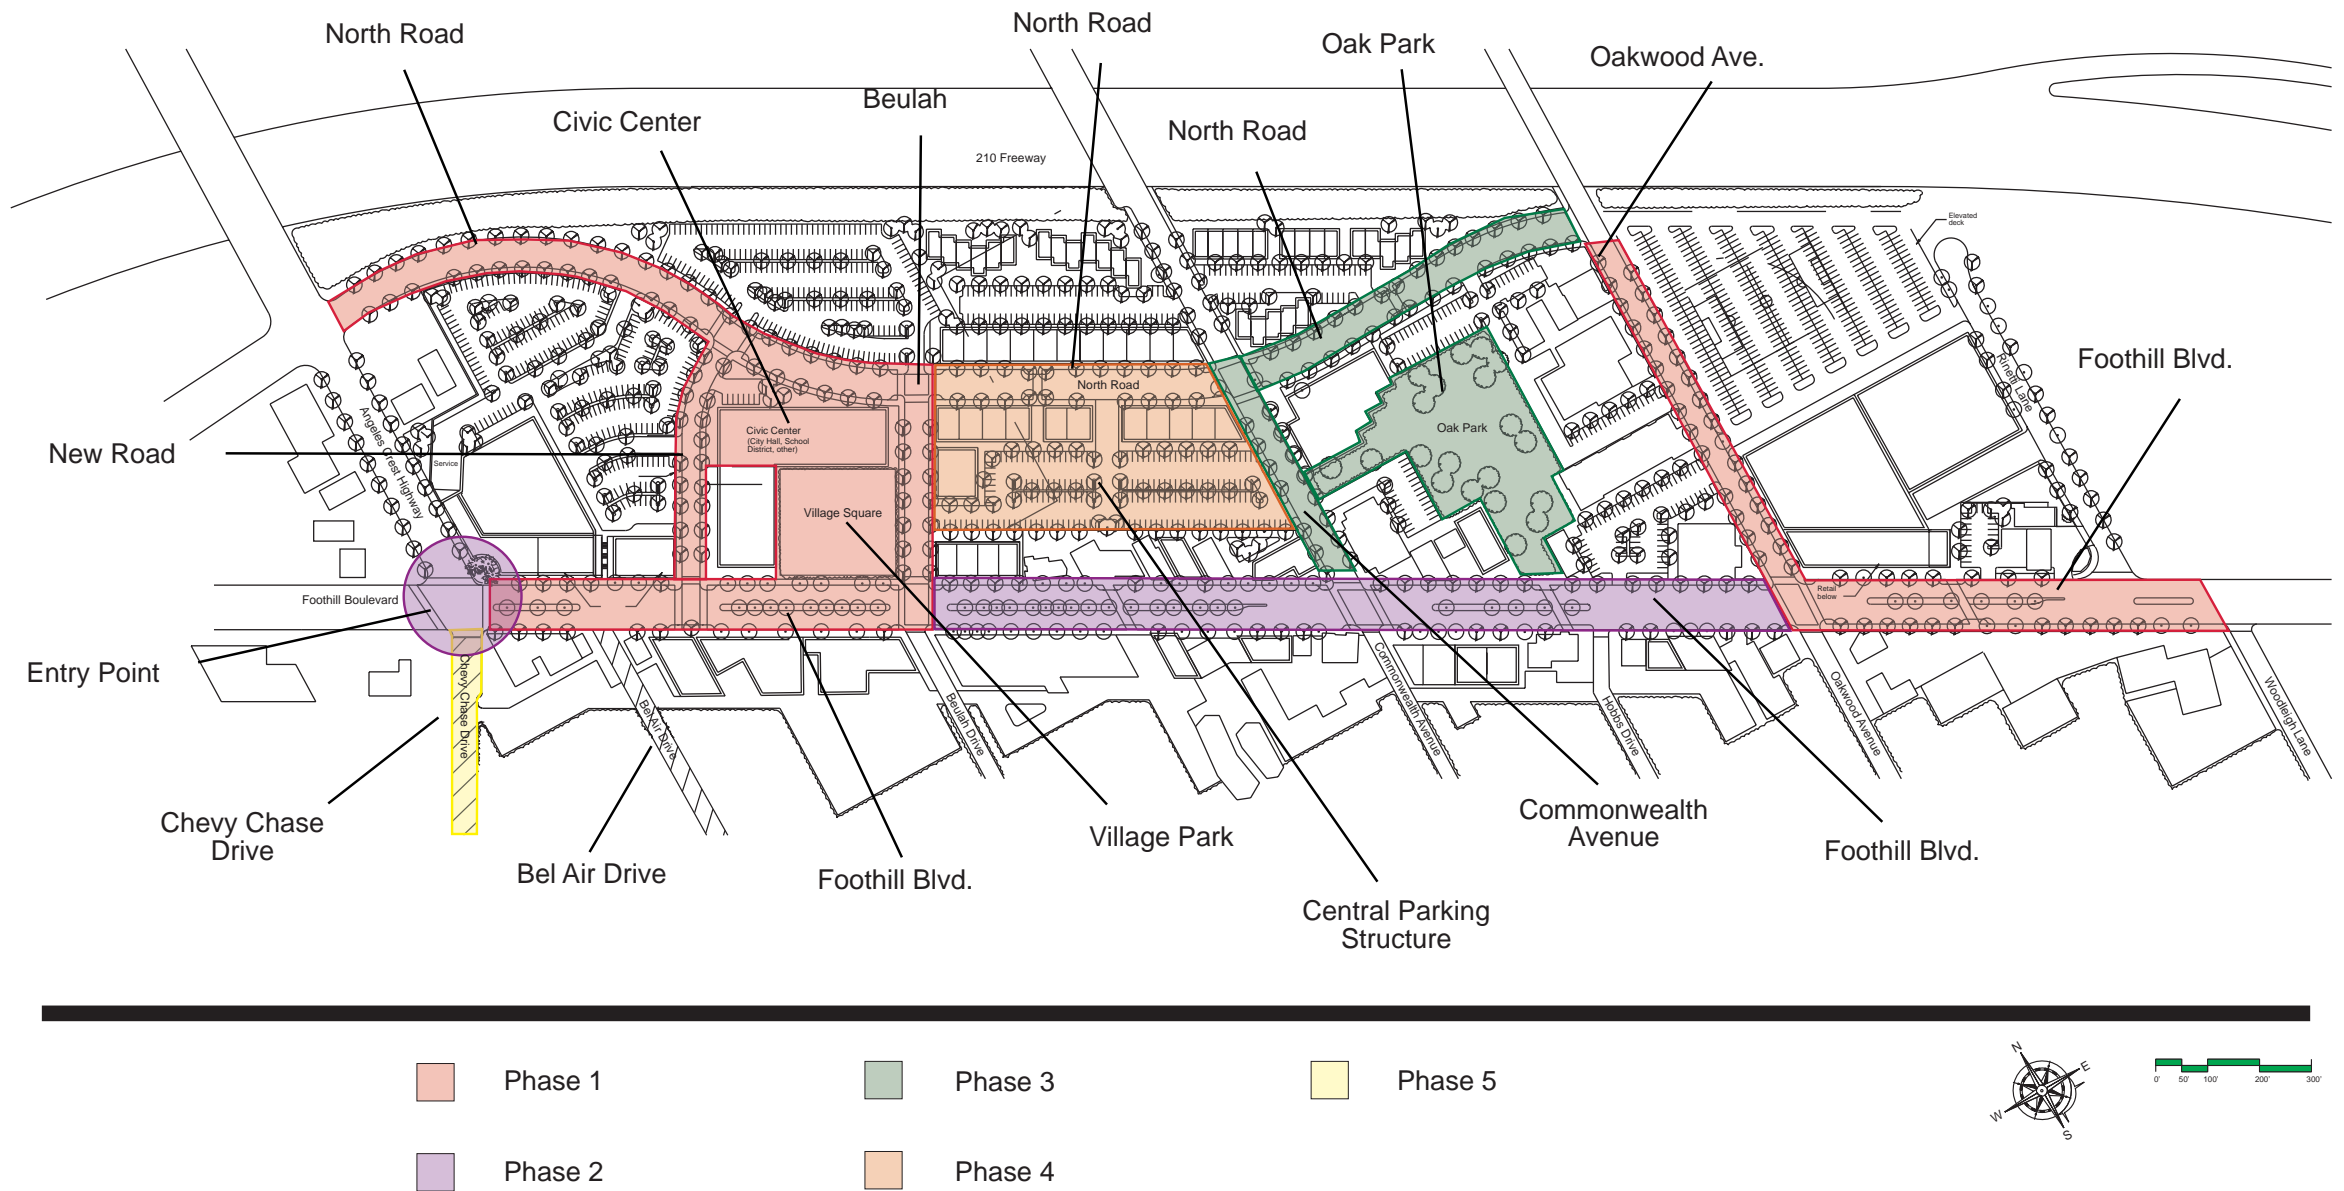 North Road
North Road
Oak Park
Oakwood Ave.
Beulah
Civic Center
North Road
210 Freeway
Elevated
deck
Rinetti Lane
Foothill Blvd.
North Road
Angeles Crest Highway
Civic Center
(City Hall, School
District, other)
Oak Park
New Road
Service
Village Square
Foothill Boulevard
Retail
below
Entry Point
Chevy Chase Drive
Bel Air Drive
Beulah Drive
Commonwealth Avenue
Hobbs Drive
Oakwood Avenue
Woodleigh Lane
Chevy Chase
Drive
Bel Air Drive
Foothill Blvd.
Village Park
Central Parking
Structure
Commonwealth
Avenue
Foothill Blvd.
Phase 1
Phase 3
Phase 5
Phase 2
Phase 4
N
E
W
S
0'
50'
100'
200'
300'